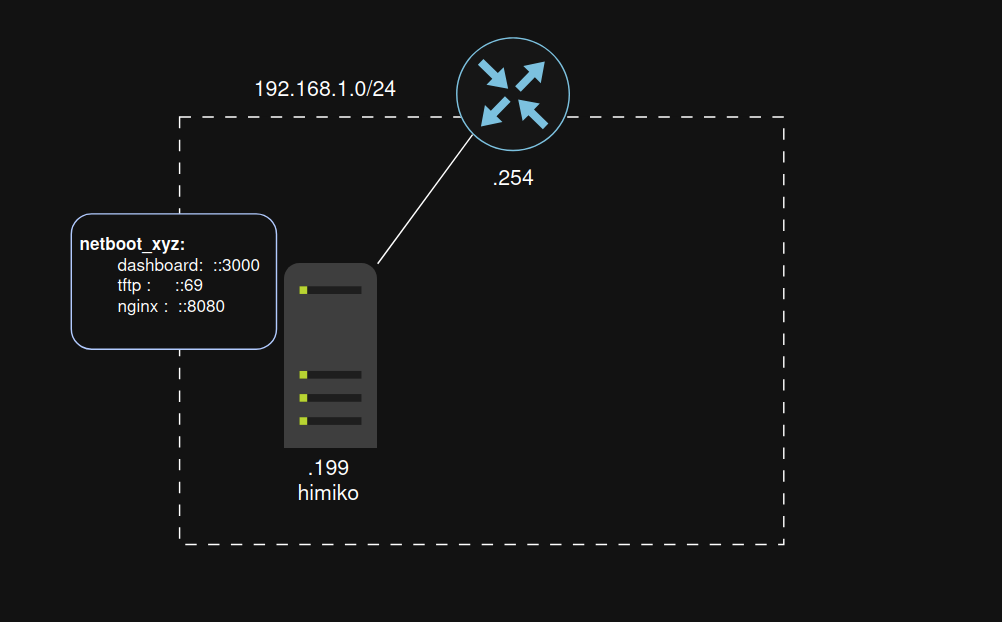 192.168.1.0/24
.254
netboot_xyz:
dashboard: ::3000
tftp : ::69
nginx : ::8080
.199
himiko